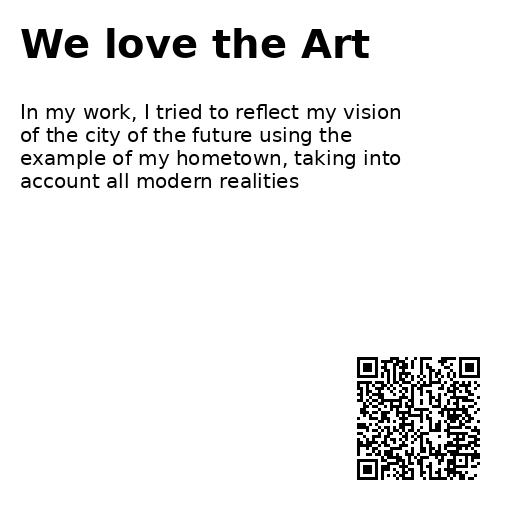 We love the Art
In my work, I tried to reflect my vision
of the city of the future using the
example of my hometown, taking into
account all modern realities